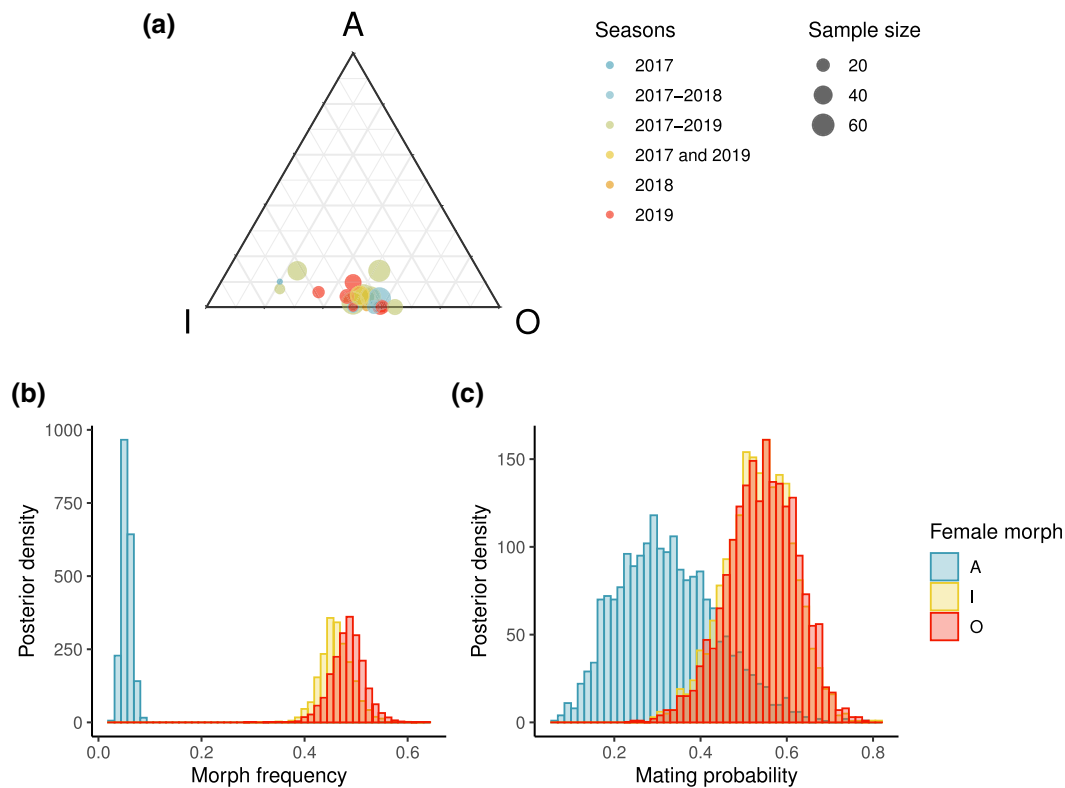 (a)
A
I
O
Seasons
2017
2017–2018
2017–2019
2017 and 2019
2018
2019
Sample size
20
40
60
(b)
Posterior density
1000
750
500
250
0
0.0
0.2
0.4
0.6
Morph frequency
(c)
Posterior density
150
100
50
0
0.2
0.4
0.6
0.8
Mating probability
Female morph
A
I
O